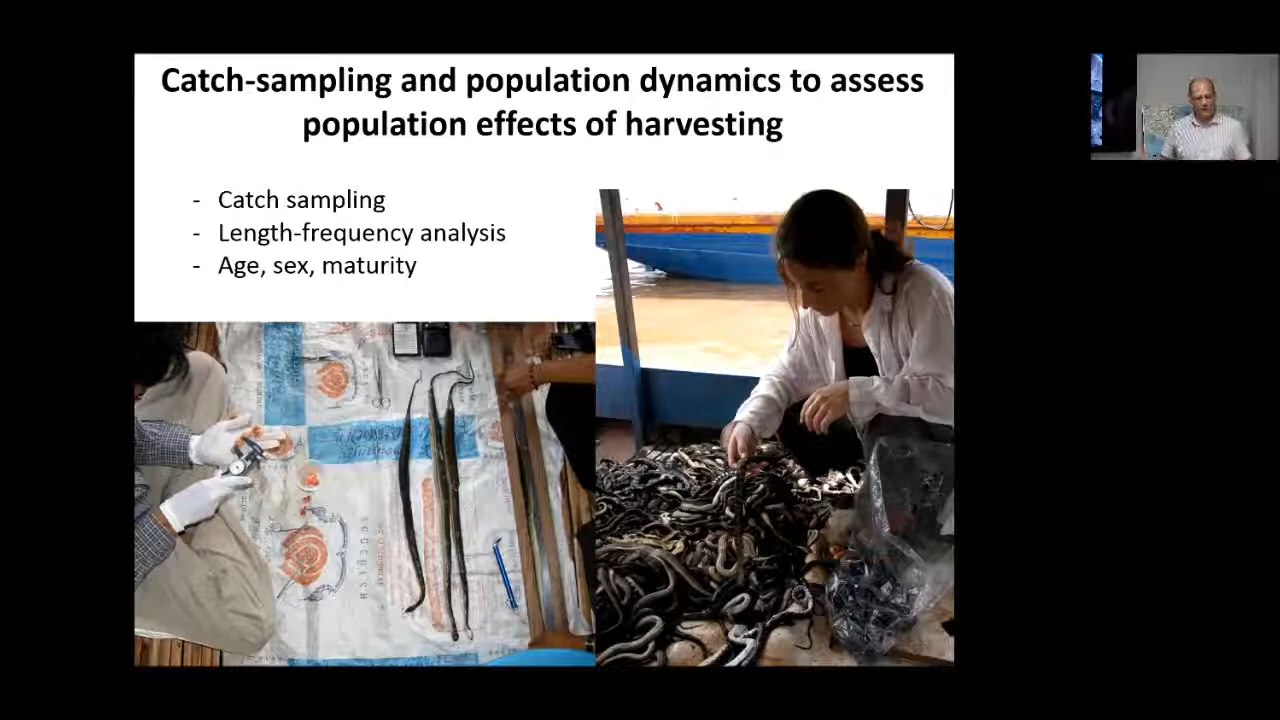 Catch-sampling and population dynamics to assess
population effects of harvesting
- Catch sampling
- Length-frequency analysis
- Age, sex, maturity